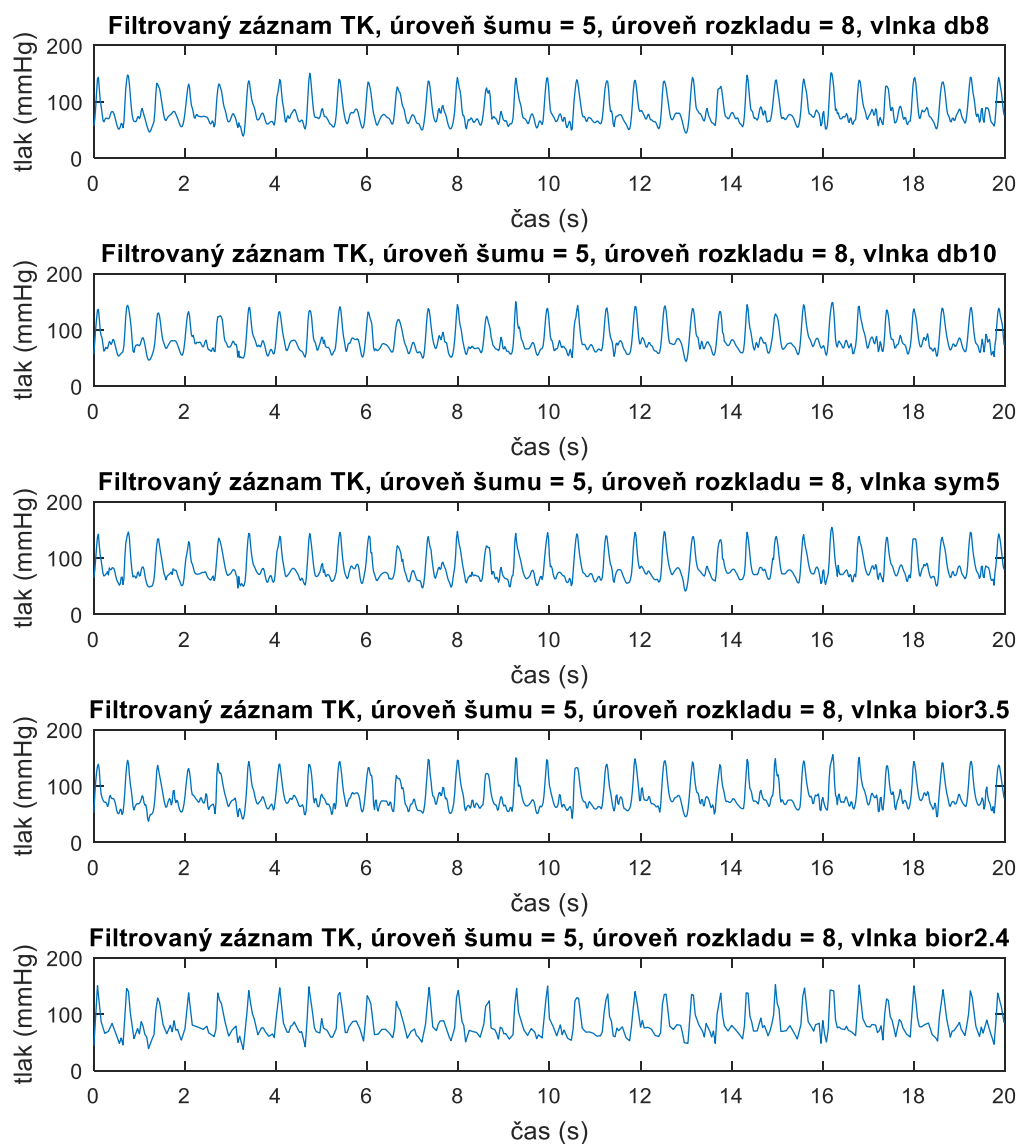 Filtrovaný záznam TK, úroveň šumu = 5, úroveň rozkladu = 8, vlnka db8
tlak (mmHg)
200
100
0
0 2 4 6 8 10 12 14 16 18 20
čas (s)
Filtrovaný záznam TK, úroveň šumu = 5, úroveň rozkladu = 8, vlnka db10
tlak (mmHg)
200
100
0
0 2 4 6 8 10 12 14 16 18 20
čas (s)
Filtrovaný záznam TK, úroveň šumu = 5, úroveň rozkladu = 8, vlnka sym5
tlak (mmHg)
200
100
0
0 2 4 6 8 10 12 14 16 18 20
čas (s)
Filtrovaný záznam TK, úroveň šumu = 5, úroveň rozkladu = 8, vlnka bior3.5
tlak (mmHg)
200
100
0
0 2 4 6 8 10 12 14 16 18 20
čas (s)
Filtrovaný záznam TK, úroveň šumu = 5, úroveň rozkladu = 8, vlnka bior2.4
tlak (mmHg)
200
100
0
0 2 4 6 8 10 12 14 16 18 20
čas (s)